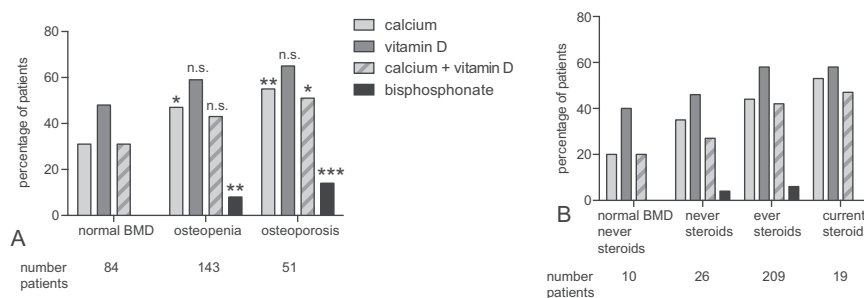 calcium
vitamin D
calcium + vitamin D
bisphosphonate
percentage of patients
80
60
40
20
0
n.s.
n.s.
** *
* n.s.
** ***
normal BMD osteopenia osteoporosis
A
number patients 84 143 51
percentage of patients
80
60
40
20
0
B
normal BMD never steroids
never steroids
ever steroids
current steroid
number patients 10 26 209 19